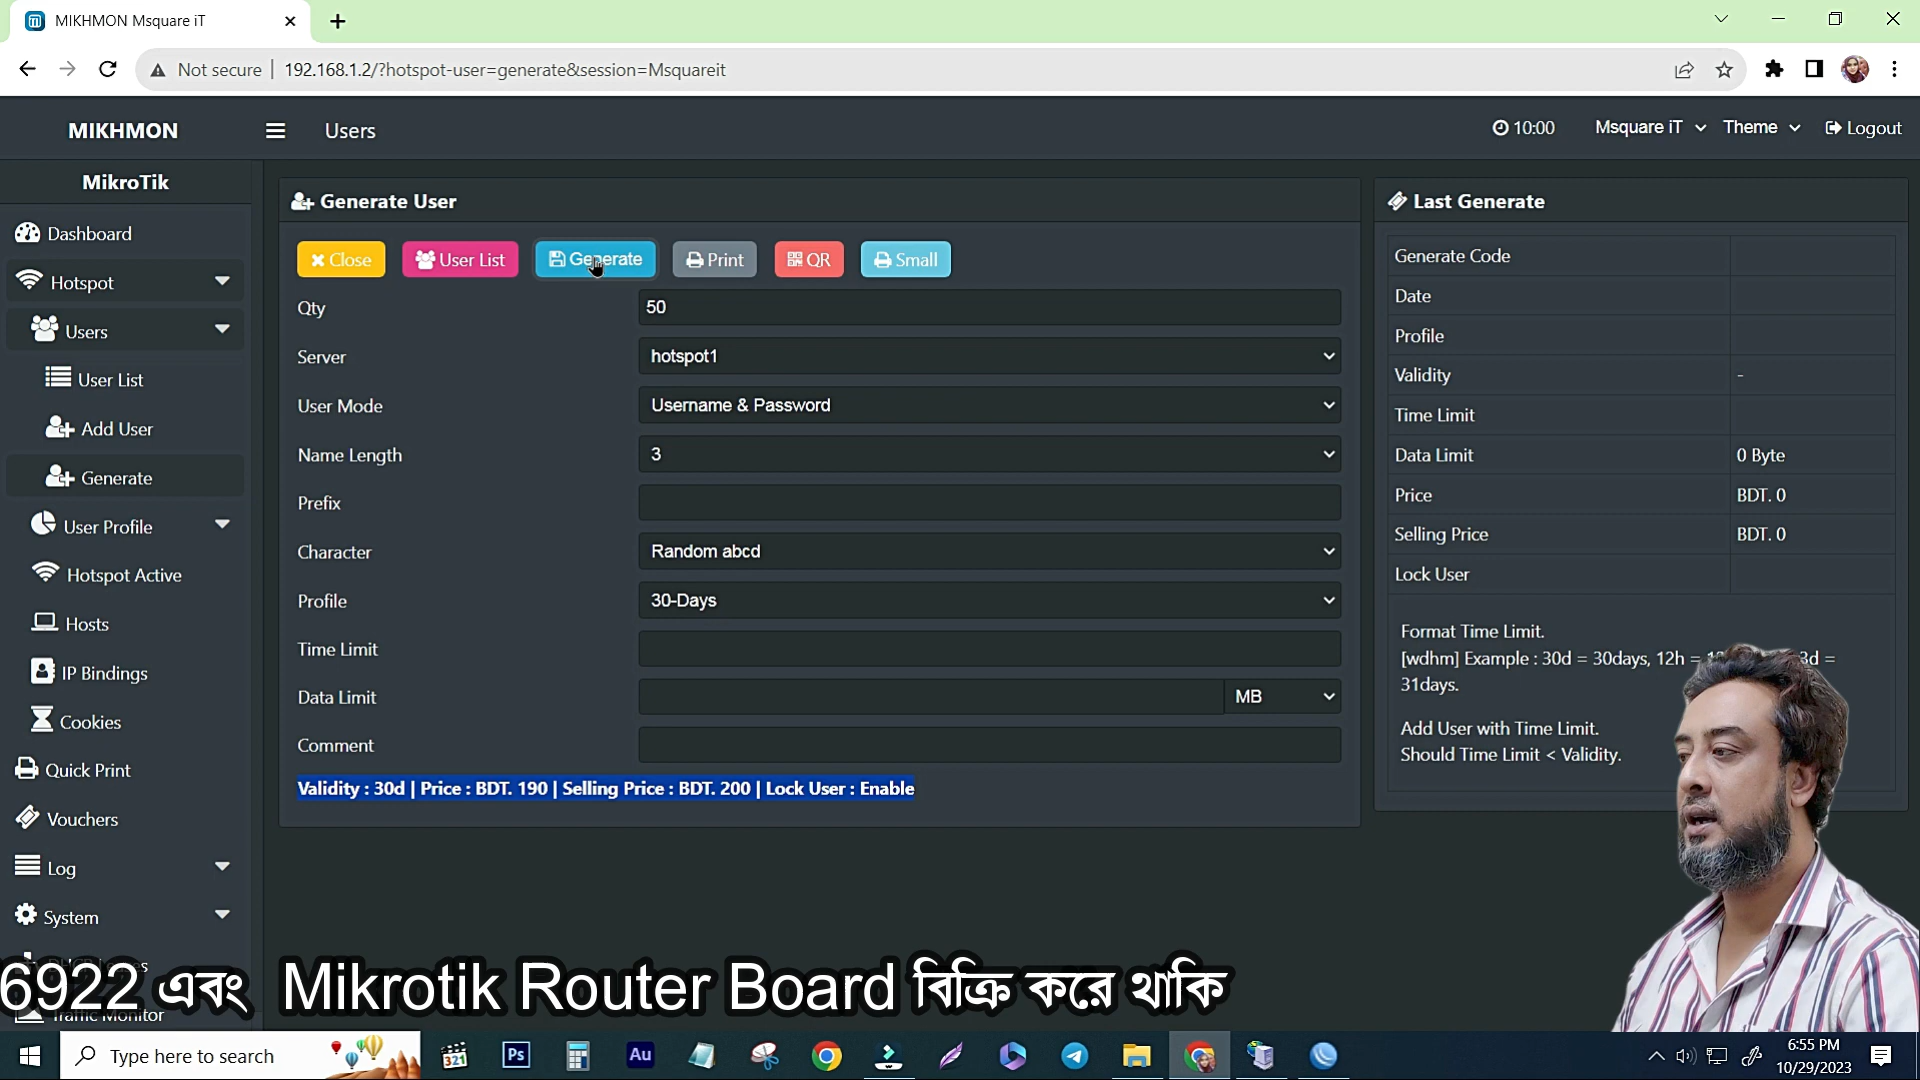 MIKHMON Msquare iT
Not secure
192.168.1.2/?hotspot-user=generate&session=Msquareit
MIKHMON
Users
10:00
Msquare iT
Theme
Logout
MikroTik
Dashboard
Hotspot
Users
User List
Add User
Generate
User Profile
Hotspot Active
Hosts
IP Bindings
Cookies
Quick Print
Vouchers
Log
System
Traffic Monitor
Generate User
Close
User List
Generate
Print
QR
Small
Qty
50
Server
hotspot1
User Mode
Username & Password
Name Length
3
Prefix
Character
Random abcd
Profile
30-Days
Time Limit
Data Limit
MB
Comment
Validity : 30d | Price : BDT. 190 | Selling Price : BDT. 200 | Lock User : Enable
Last Generate
Generate Code
Date
Profile
Validity
-
Time Limit
Data Limit
0 Byte
Price
BDT. 0
Selling Price
BDT. 0
Lock User
Format Time Limit.
[wdhm] Example : 30d = 30days, 12h =
31days.
Add User with Time Limit.
Should Time Limit < Validity.
6922 এবং Mikrotik Router Board বিক্রি করে থাকি
Type here to search
321
Ps
Au
6:55 PM
10/29/2023